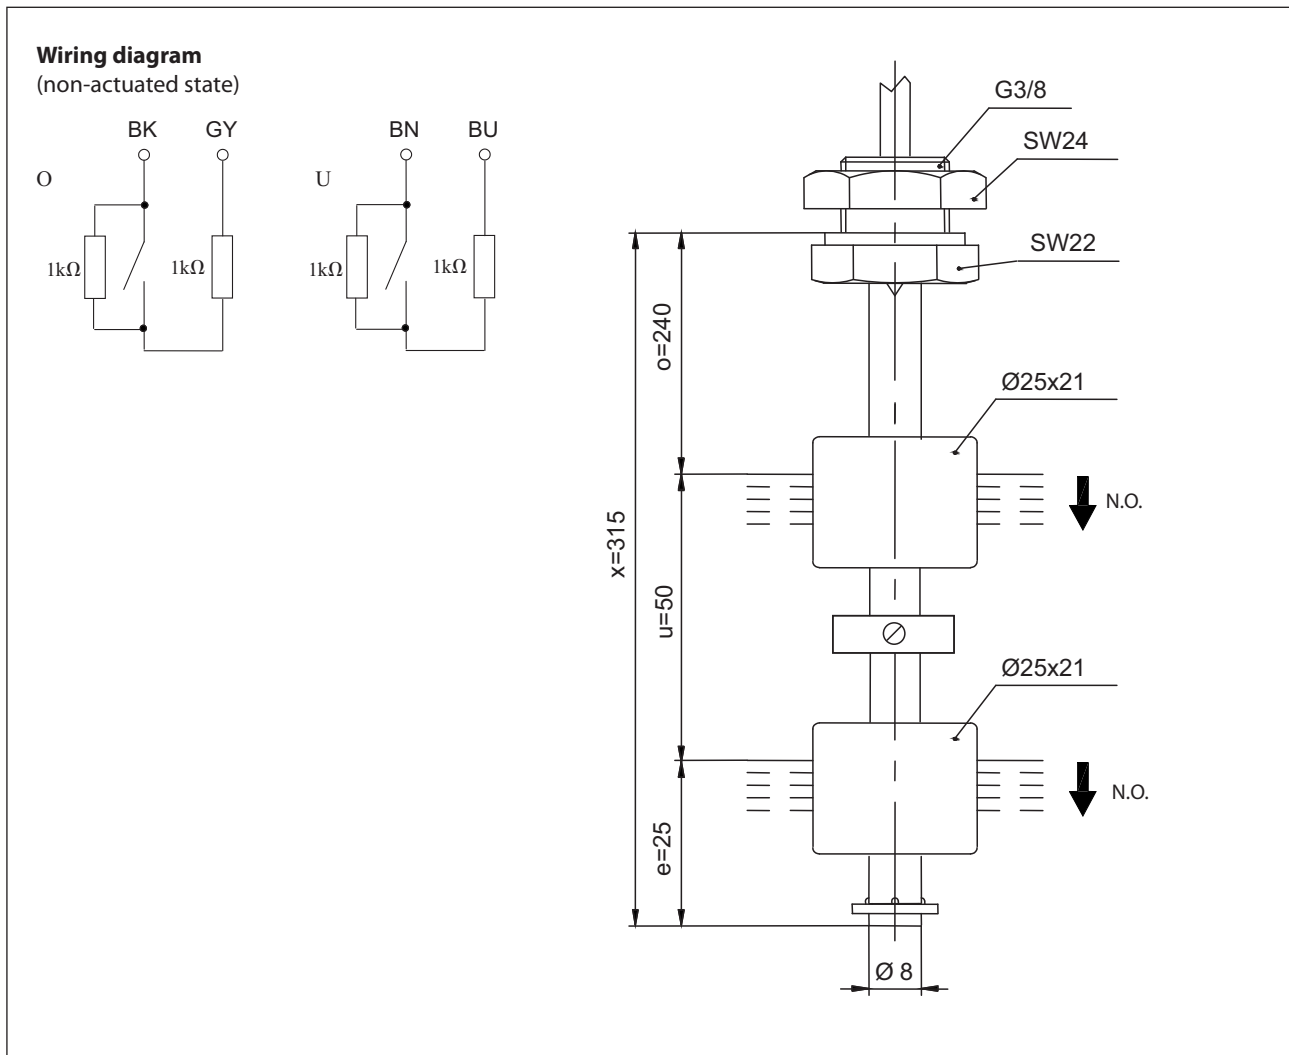 Wiring diagram
(non-actuated state)
BK GY
O
1kΩ 1kΩ
BN BU
U
1kΩ 1kΩ
G3/8
SW24
SW22
o=240
Ø25x21
N.O.
x=315
u=50
Ø25x21
N.O.
e=25
Ø 8